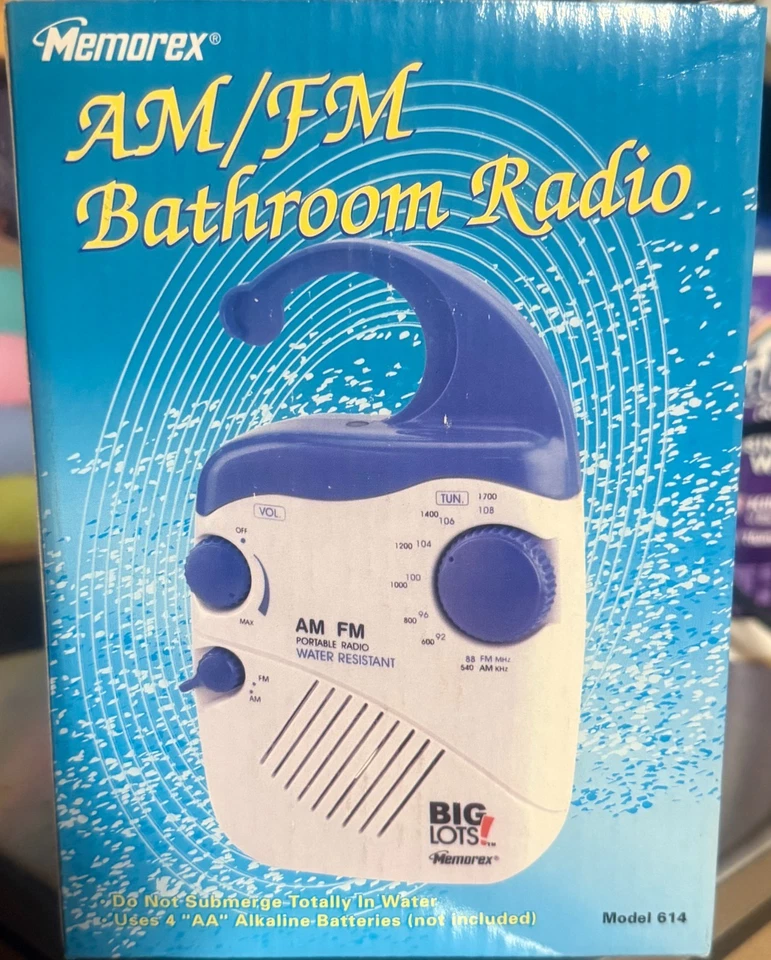 Memorex®
AM/FM
Bathroom Radio
VOL.
OFF
MAX
TUN.
1700
108
1400 106
1200 104
1000 100
800 96
600 92
88 FM MHz
540 AM KHz
AM FM
PORTABLE RADIO
WATER RESISTANT
FM
AM
BIG
LOTS!™
Memorex®
Do Not Submerge Totally In Water
Uses 4 "AA" Alkaline Batteries (not included)
Model 614